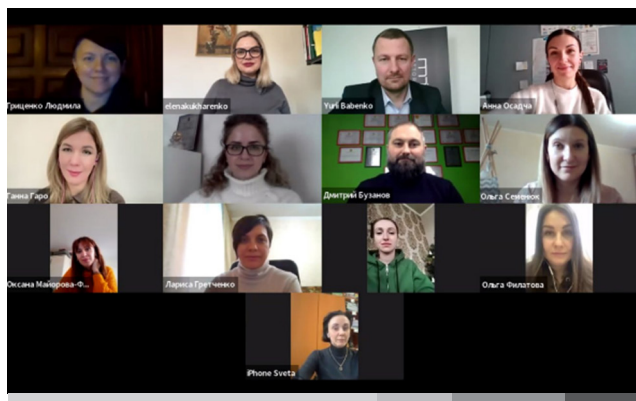 Гриценко Людмила
elenakukharenko
Yurii Babenko
Анна Осадча
Ганна Гаро
Дмитрий Бузанов
Ольга Семенюк
Оксана Майорова-Ф...
Лариса Гретченко
Ольга Филатова
iPhone Sveta